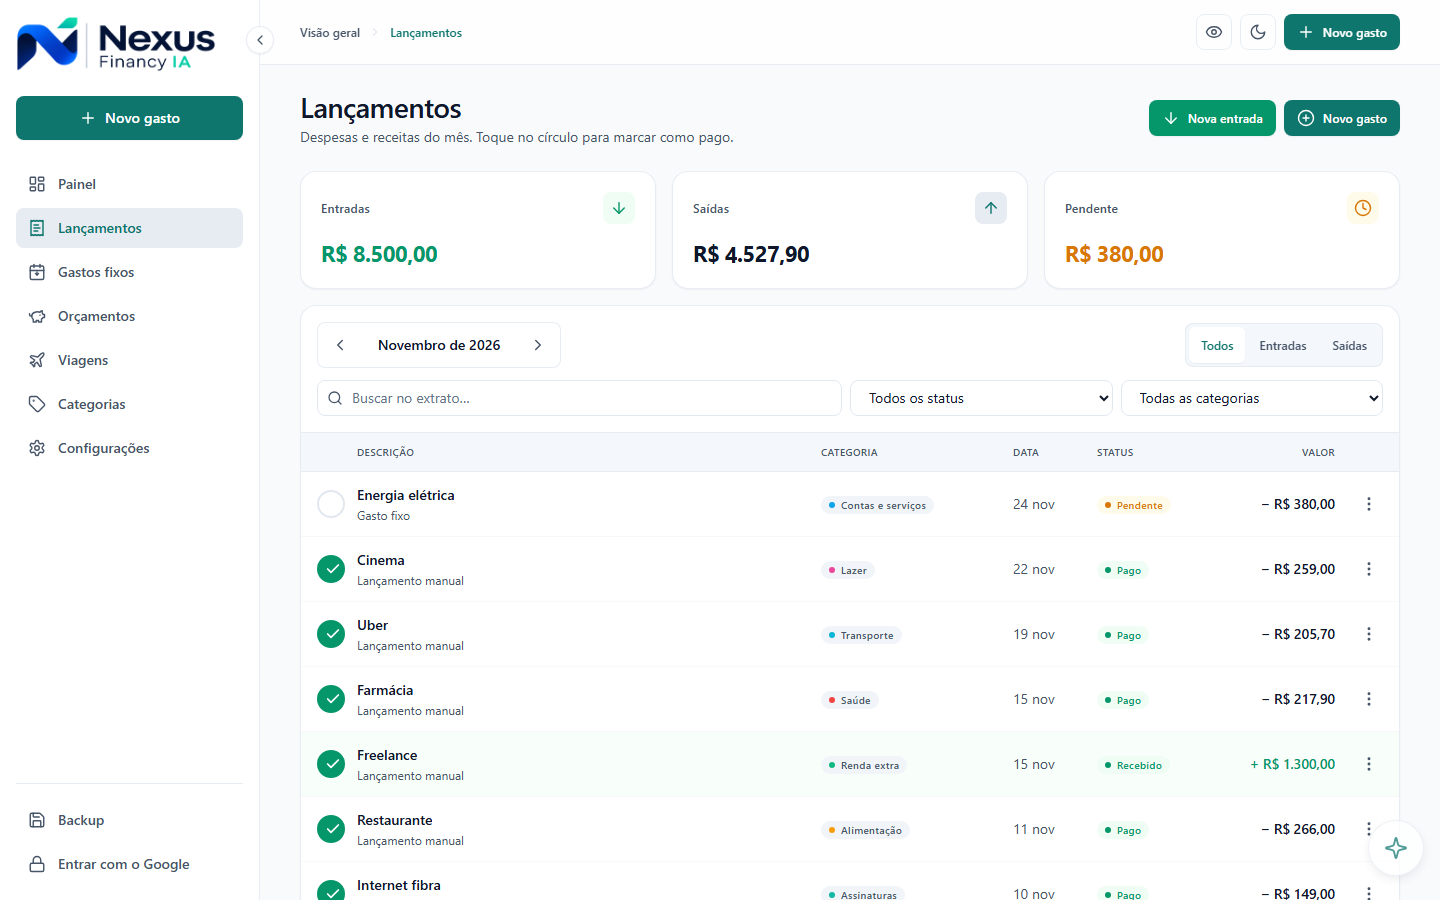 Nexus
Financy IA
Novo gasto
Painel
Lançamentos
Gastos fixos
Orçamentos
Viagens
Categorias
Configurações
Backup
Entrar com o Google
Visão geral
Lançamentos
Novo gasto
Lançamentos
Despesas e receitas do mês. Toque no círculo para marcar como pago.
Nova entrada
Novo gasto
Entradas
R$ 8.500,00
Saídas
R$ 4.527,90
Pendente
R$ 380,00
Novembro de 2026
Todos Entradas Saídas
Buscar no extrato...
Todos os status
Todas as categorias
DESCRIÇÃO CATEGORIA DATA STATUS VALOR
Energia elétrica
Gasto fixo
Contas e serviços 24 nov Pendente − R$ 380,00
Cinema
Lançamento manual
Lazer 22 nov Pago − R$ 259,00
Uber
Lançamento manual
Transporte 19 nov Pago − R$ 205,70
Farmácia
Lançamento manual
Saúde 15 nov Pago − R$ 217,90
Freelance
Lançamento manual
Renda extra 15 nov Recebido + R$ 1.300,00
Restaurante
Lançamento manual
Alimentação 11 nov Pago − R$ 266,00
Internet fibra
Assinaturas 10 nov Pago − R$ 149,00